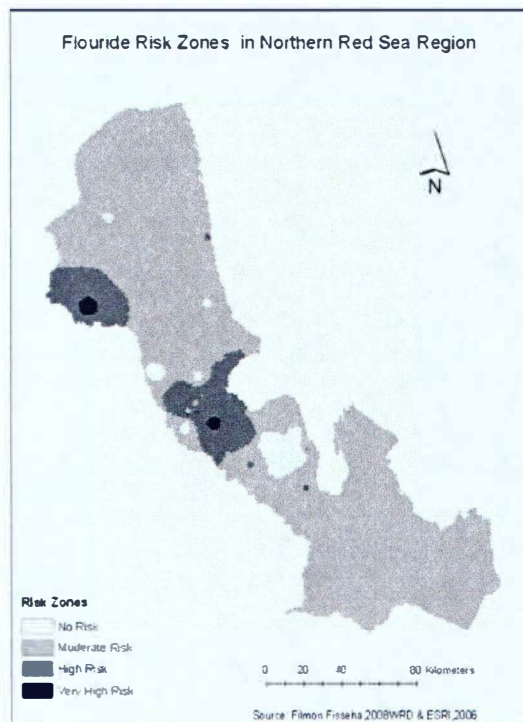 Flouride Risk Zones in Northern Red Sea Region
N
Risk Zones
No Risk
Moderate Risk
High Risk
Very High Risk
0 20 40 80 Kilometers
Source: Filmon Fisseha,2008WRD & ESRI,2006